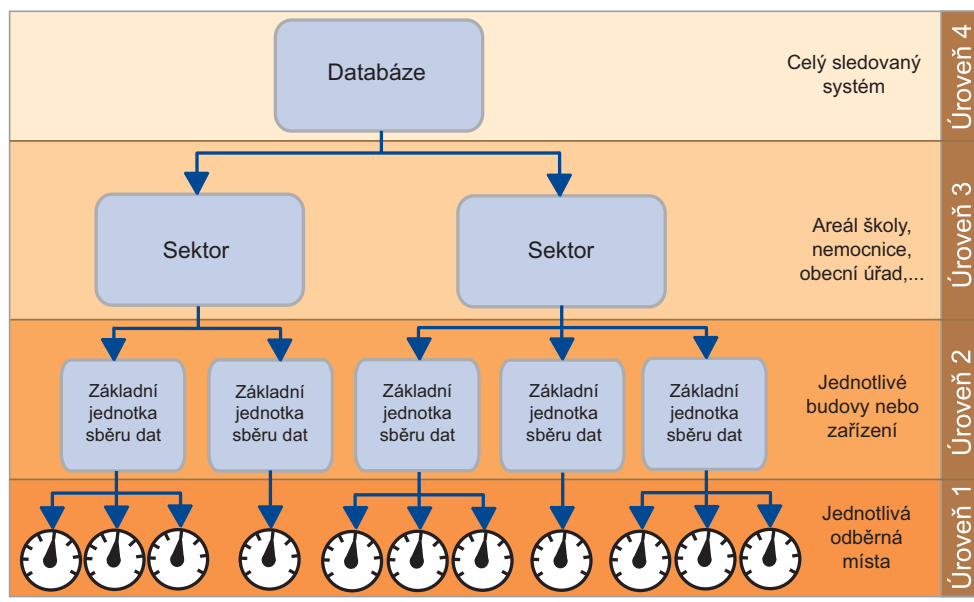 Databáze
Celý sledovaný
systém
Úroveň 4
Sektor
Sektor
Areál školy,
nemocnice,
obecní úřad,...
Úroveň 3
Základní
jednotka
sběru dat
Základní
jednotka
sběru dat
Základní
jednotka
sběru dat
Základní
jednotka
sběru dat
Základní
jednotka
sběru dat
Jednotlivé
budovy nebo
zařízení
Úroveň 2
Jednotlivá
odběrná
místa
Úroveň 1